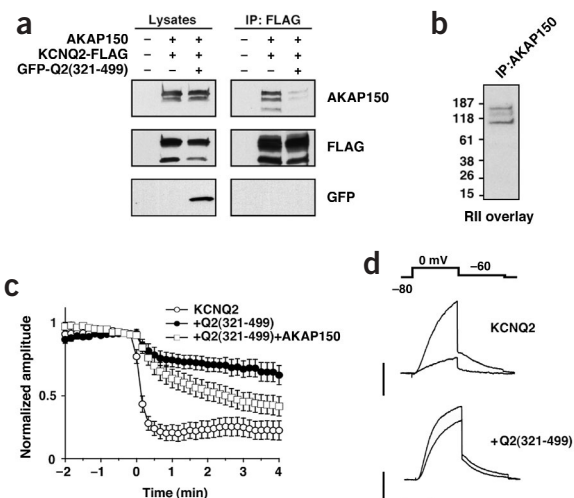 a
Lysates IP: FLAG
AKAP150 – + + – + +
KCNQ2-FLAG – + + – + +
GFP-Q2(321-499) – – + – – +
AKAP150
FLAG
GFP
b
IP:AKAP150
187
118
61
38
26
15
RII overlay
c
KCNQ2
+Q2(321-499)
+Q2(321-499)+AKAP150
Normalized amplitude
1
0.5
0
–2 –1 0 1 2 3 4
Time (min)
d
0 mV
–60
–80
KCNQ2
+Q2(321-499)